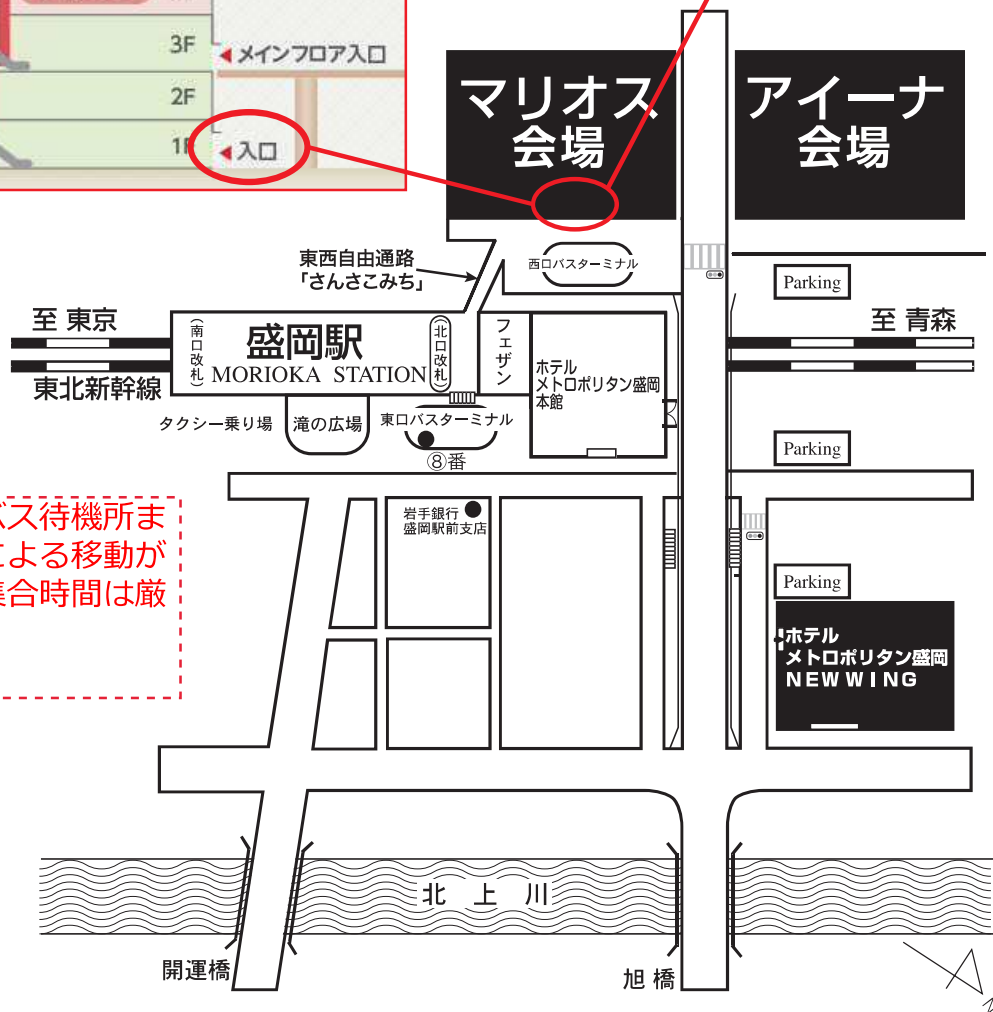 3F
◀メインフロア入口
2F
1F
◀入口
マリオス
会場
アイーナ
会場
東西自由通路
「さんさこみち」
西口バスターミナル
Parking
至 東京
至 青森
(南口改札)
盛岡駅
MORIOKA STATION
(北口改札)
フェザン
ホテル
メトロポリタン盛岡
本館
東北新幹線
タクシー乗り場
滝の広場
東口バスターミナル
⑧番
Parking
バス待機所ま
による移動が
集合時間は厳
岩手銀行
盛岡駅前支店
Parking
ホテル
メトロポリタン盛岡
NEW WING
北上川
開運橋
旭橋